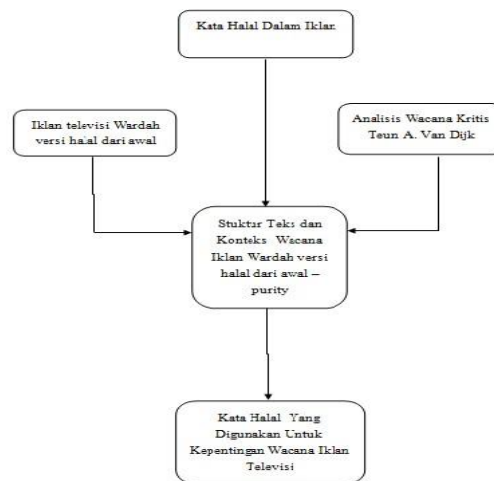 Kata Halal Dalam Iklan
Iklan televisi Wardah
versi halal dari awal
Analisis Wacana Kritis
Teun A. Van Dijk
Stuktur Teks dan
Konteks Wacana
Iklan Wardah versi
halal dari awal –
purity
Kata Halal Yang
Digunakan Untuk
Kepentingan Wacana Iklan
Televisi